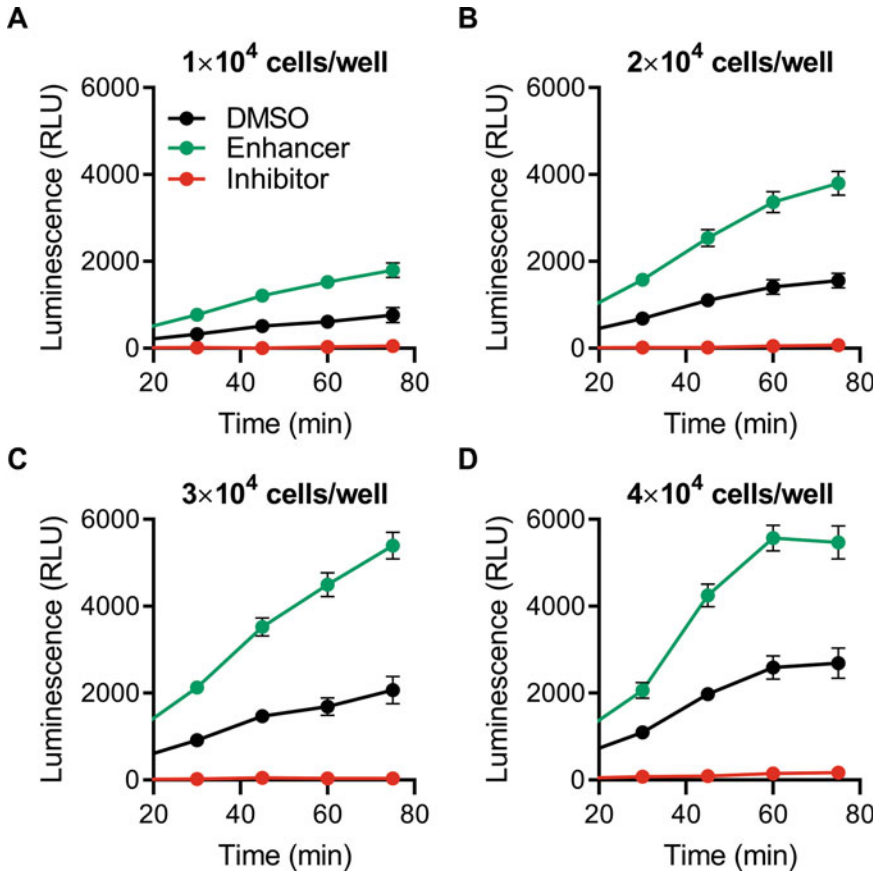 A
1×10⁴ cells/well
6000
4000
2000
0
Luminescence (RLU)
DMSO
Enhancer
Inhibitor
20
40
60
80
Time (min)
B
2×10⁴ cells/well
6000
4000
2000
0
Luminescence (RLU)
20
40
60
80
Time (min)
C
3×10⁴ cells/well
6000
4000
2000
0
Luminescence (RLU)
20
40
60
80
Time (min)
D
4×10⁴ cells/well
6000
4000
2000
0
Luminescence (RLU)
20
40
60
80
Time (min)